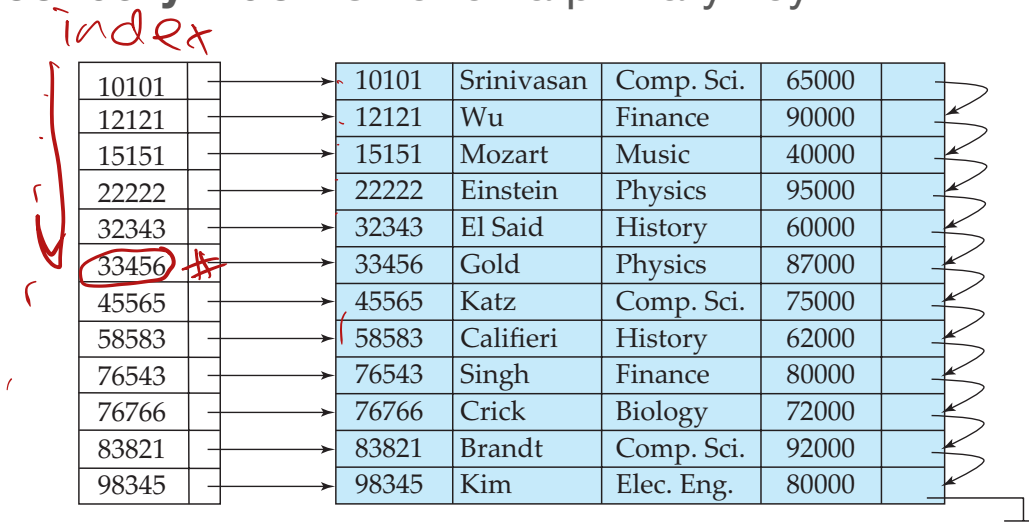 index
10101 10101 Srinivasan Comp. Sci. 65000
12121 12121 Wu Finance 90000
15151 15151 Mozart Music 40000
22222 22222 Einstein Physics 95000
32343 32343 El Said History 60000
33456 33456 Gold Physics 87000
45565 45565 Katz Comp. Sci. 75000
58583 58583 Califieri History 62000
76543 76543 Singh Finance 80000
76766 76766 Crick Biology 72000
83821 83821 Brandt Comp. Sci. 92000
98345 98345 Kim Elec. Eng. 80000